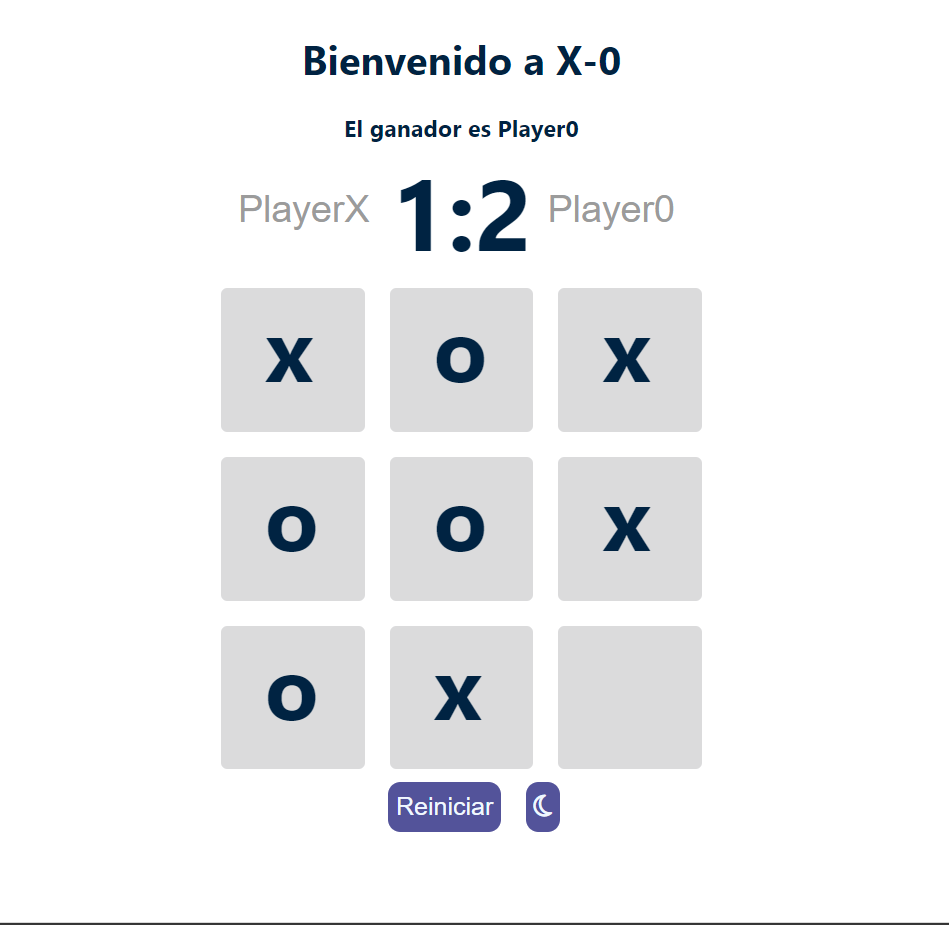 Bienvenido a X-0
El ganador es Player0
PlayerX 1:2 Player0
x o x
o o x
o x
Reiniciar